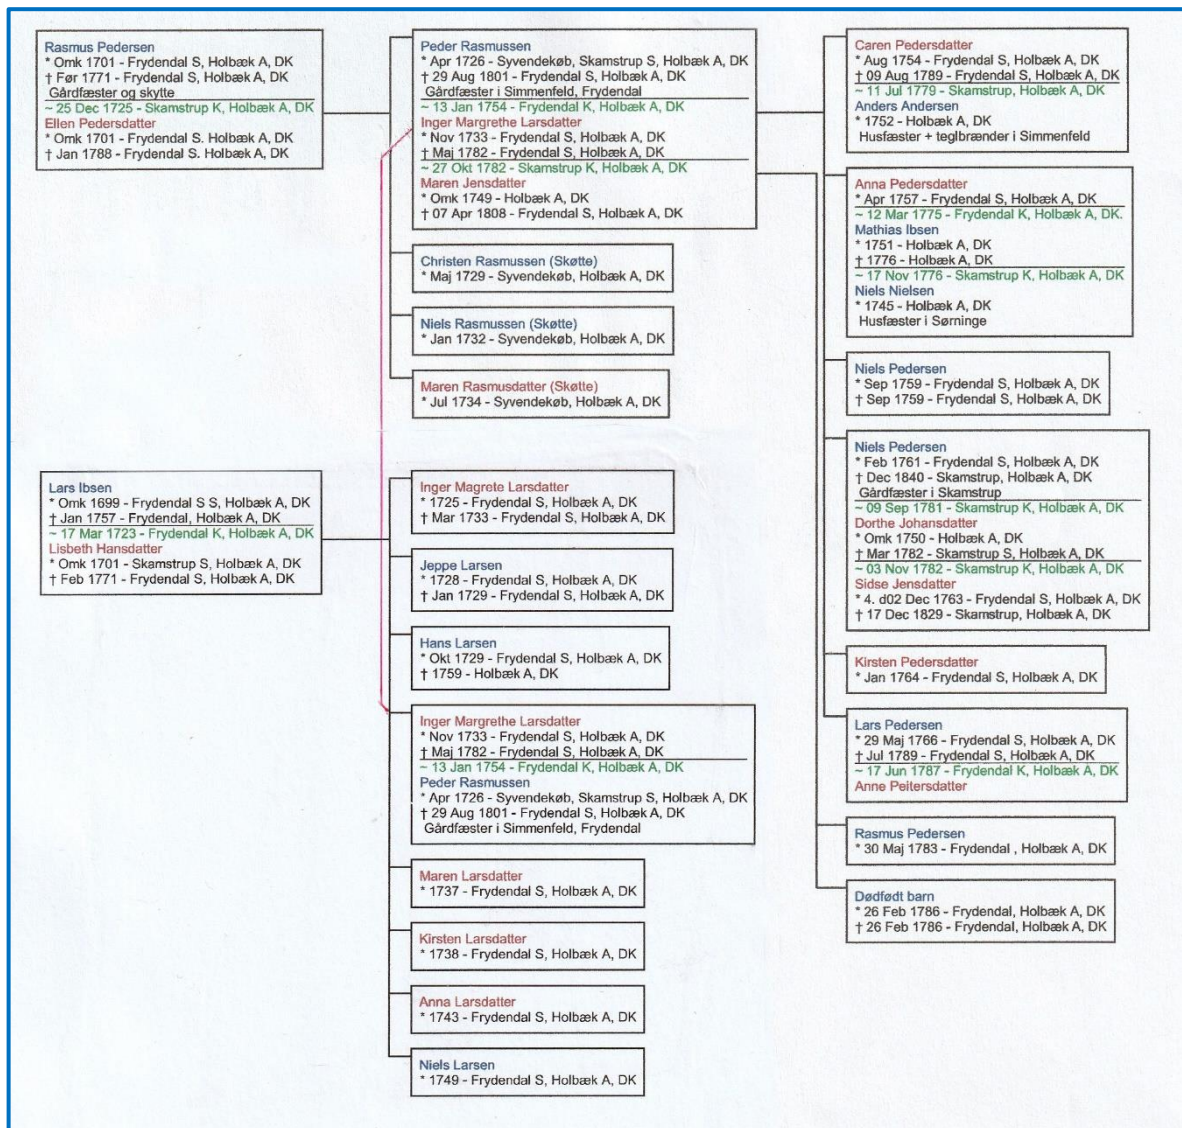 Rasmus Pedersen
* Omk 1701 - Frydendal S, Holbæk A, DK
† Før 1771 - Frydendal S, Holbæk A, DK
Gårdfæster og skytte
~ 25 Dec 1725 - Skamstrup K, Holbæk A, DK
Ellen Pedersdatter
* Omk 1701 - Frydendal S. Holbæk A, DK
† Jan 1788 - Frydendal S. Holbæk A, DK
Lars Ibsen
* Omk 1699 - Frydendal S S, Holbæk A, DK
† Jan 1757 - Frydendal, Holbæk A, DK
~ 17 Mar 1723 - Frydendal K, Holbæk A, DK
Lisbeth Hansdatter
* Omk 1701 - Skamstrup S, Holbæk A, DK
† Feb 1771 - Frydendal S, Holbæk A, DK
Peder Rasmussen
* Apr 1726 - Syvendekøb, Skamstrup S, Holbæk A, DK
† 29 Aug 1801 - Frydendal S, Holbæk A, DK
Gårdfæster i Simmenfeld, Frydendal
~ 13 Jan 1754 - Frydendal K, Holbæk A, DK
Inger Margrethe Larsdatter
* Nov 1733 - Frydendal S, Holbæk A, DK
† Maj 1782 - Frydendal S, Holbæk A, DK
~ 27 Okt 1782 - Skamstrup K, Holbæk A, DK
Maren Jensdatter
* Omk 1749 - Holbæk A, DK
† 07 Apr 1808 - Frydendal S, Holbæk A, DK
Christen Rasmussen (Skøtte)
* Maj 1729 - Syvendekøb, Holbæk A, DK
Niels Rasmussen (Skøtte)
* Jan 1732 - Syvendekøb, Holbæk A, DK
Maren Rasmusdatter (Skøtte)
* Jul 1734 - Syvendekøb, Holbæk A, DK
Inger Magrete Larsdatter
* 1725 - Frydendal S, Holbæk A, DK
† Mar 1733 - Frydendal S, Holbæk A, DK
Jeppe Larsen
* 1728 - Frydendal S, Holbæk A, DK
† Jan 1729 - Frydendal S, Holbæk A, DK
Hans Larsen
* Okt 1729 - Frydendal S, Holbæk A, DK
† 1759 - Holbæk A, DK
Inger Margrethe Larsdatter
* Nov 1733 - Frydendal S, Holbæk A, DK
† Maj 1782 - Frydendal S, Holbæk A, DK
~ 13 Jan 1754 - Frydendal K, Holbæk A, DK
Peder Rasmussen
* Apr 1726 - Syvendekøb, Skamstrup S, Holbæk A, DK
† 29 Aug 1801 - Frydendal S, Holbæk A, DK
Gårdfæster i Simmenfeld, Frydendal
Maren Larsdatter
* 1737 - Frydendal S, Holbæk A, DK
Kirsten Larsdatter
* 1738 - Frydendal S, Holbæk A, DK
Anna Larsdatter
* 1743 - Frydendal S, Holbæk A, DK
Niels Larsen
* 1749 - Frydendal S, Holbæk A, DK
Caren Pedersdatter
* Aug 1754 - Frydendal S, Holbæk A, DK
† 09 Aug 1789 - Frydendal S, Holbæk A, DK
~ 11 Jul 1779 - Skamstrup, Holbæk A, DK
Anders Andersen
* 1752 - Holbæk A, DK
Husfæster + teglbrænder i Simmenfeld
Anna Pedersdatter
* Apr 1757 - Frydendal S, Holbæk A, DK
~ 12 Mar 1775 - Frydendal K, Holbæk A, DK.
Mathias Ibsen
* 1751 - Holbæk A, DK
† 1776 - Holbæk A, DK
~ 17 Nov 1776 - Skamstrup K, Holbæk A, DK
Niels Nielsen
* 1745 - Holbæk A, DK
Husfæster i Sørninge
Niels Pedersen
* Sep 1759 - Frydendal S, Holbæk A, DK
† Sep 1759 - Frydendal S, Holbæk A, DK
Niels Pedersen
* Feb 1761 - Frydendal S, Holbæk A, DK
† Dec 1840 - Skamstrup, Holbæk A, DK
Gårdfæster i Skamstrup
~ 09 Sep 1781 - Skamstrup K, Holbæk A, DK
Dorthe Johansdatter
* Omk 1750 - Holbæk A, DK
† Mar 1782 - Skamstrup S, Holbæk A, DK
~ 03 Nov 1782 - Skamstrup K, Holbæk A, DK
Sidse Jensdatter
* 4. d02 Dec 1763 - Frydendal S, Holbæk A, DK
† 17 Dec 1829 - Skamstrup, Holbæk A, DK
Kirsten Pedersdatter
* Jan 1764 - Frydendal S, Holbæk A, DK
Lars Pedersen
* 29 Maj 1766 - Frydendal S, Holbæk A, DK
† Jul 1789 - Frydendal S, Holbæk A, DK
~ 17 Jun 1787 - Frydendal K, Holbæk A, DK
Anne Peitersdatter
Rasmus Pedersen
* 30 Maj 1783 - Frydendal , Holbæk A, DK
Dødfødt barn
* 26 Feb 1786 - Frydendal, Holbæk A, DK
† 26 Feb 1786 - Frydendal, Holbæk A, DK